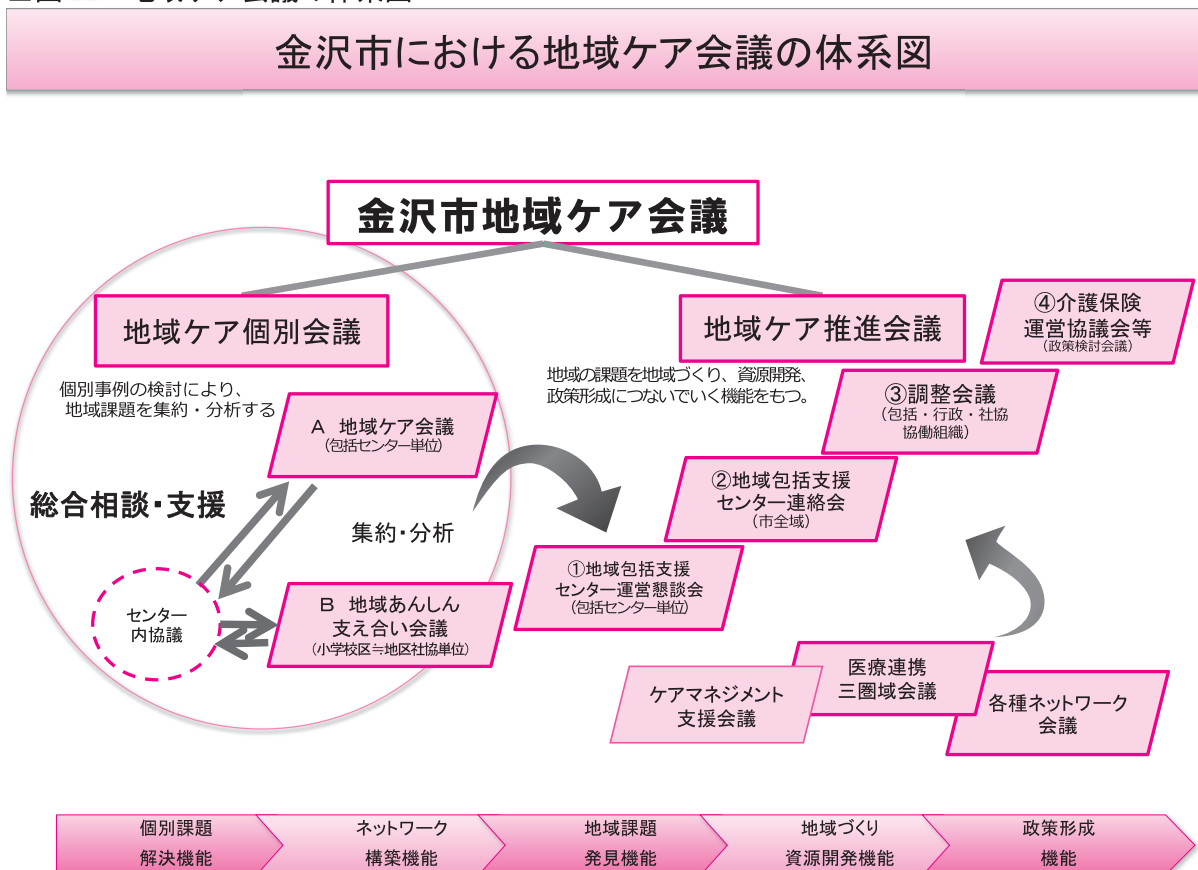 金沢市における地域ケア会議の体系図
金沢市地域ケア会議
地域ケア個別会議
個別事例の検討により、
地域課題を集約・分析する
A 地域ケア会議
(包括センター単位)
総合相談・支援
集約・分析
センター
内協議
B 地域あんしん
支え合い会議
(小学校区≒地区社協単位)
地域ケア推進会議
地域の課題を地域づくり、資源開発、
政策形成につないでいく機能をもつ。
④介護保険
運営協議会等
(政策検討会議)
③調整会議
(包括・行政・社協
協働組織)
②地域包括支援
センター連絡会
(市全域)
①地域包括支援
センター運営懇談会
(包括センター単位)
ケアマネジメント
支援会議
医療連携
三圏域会議
各種ネットワーク
会議
個別課題
解決機能
ネットワーク
構築機能
地域課題
発見機能
地域づくり
資源開発機能
政策形成
機能